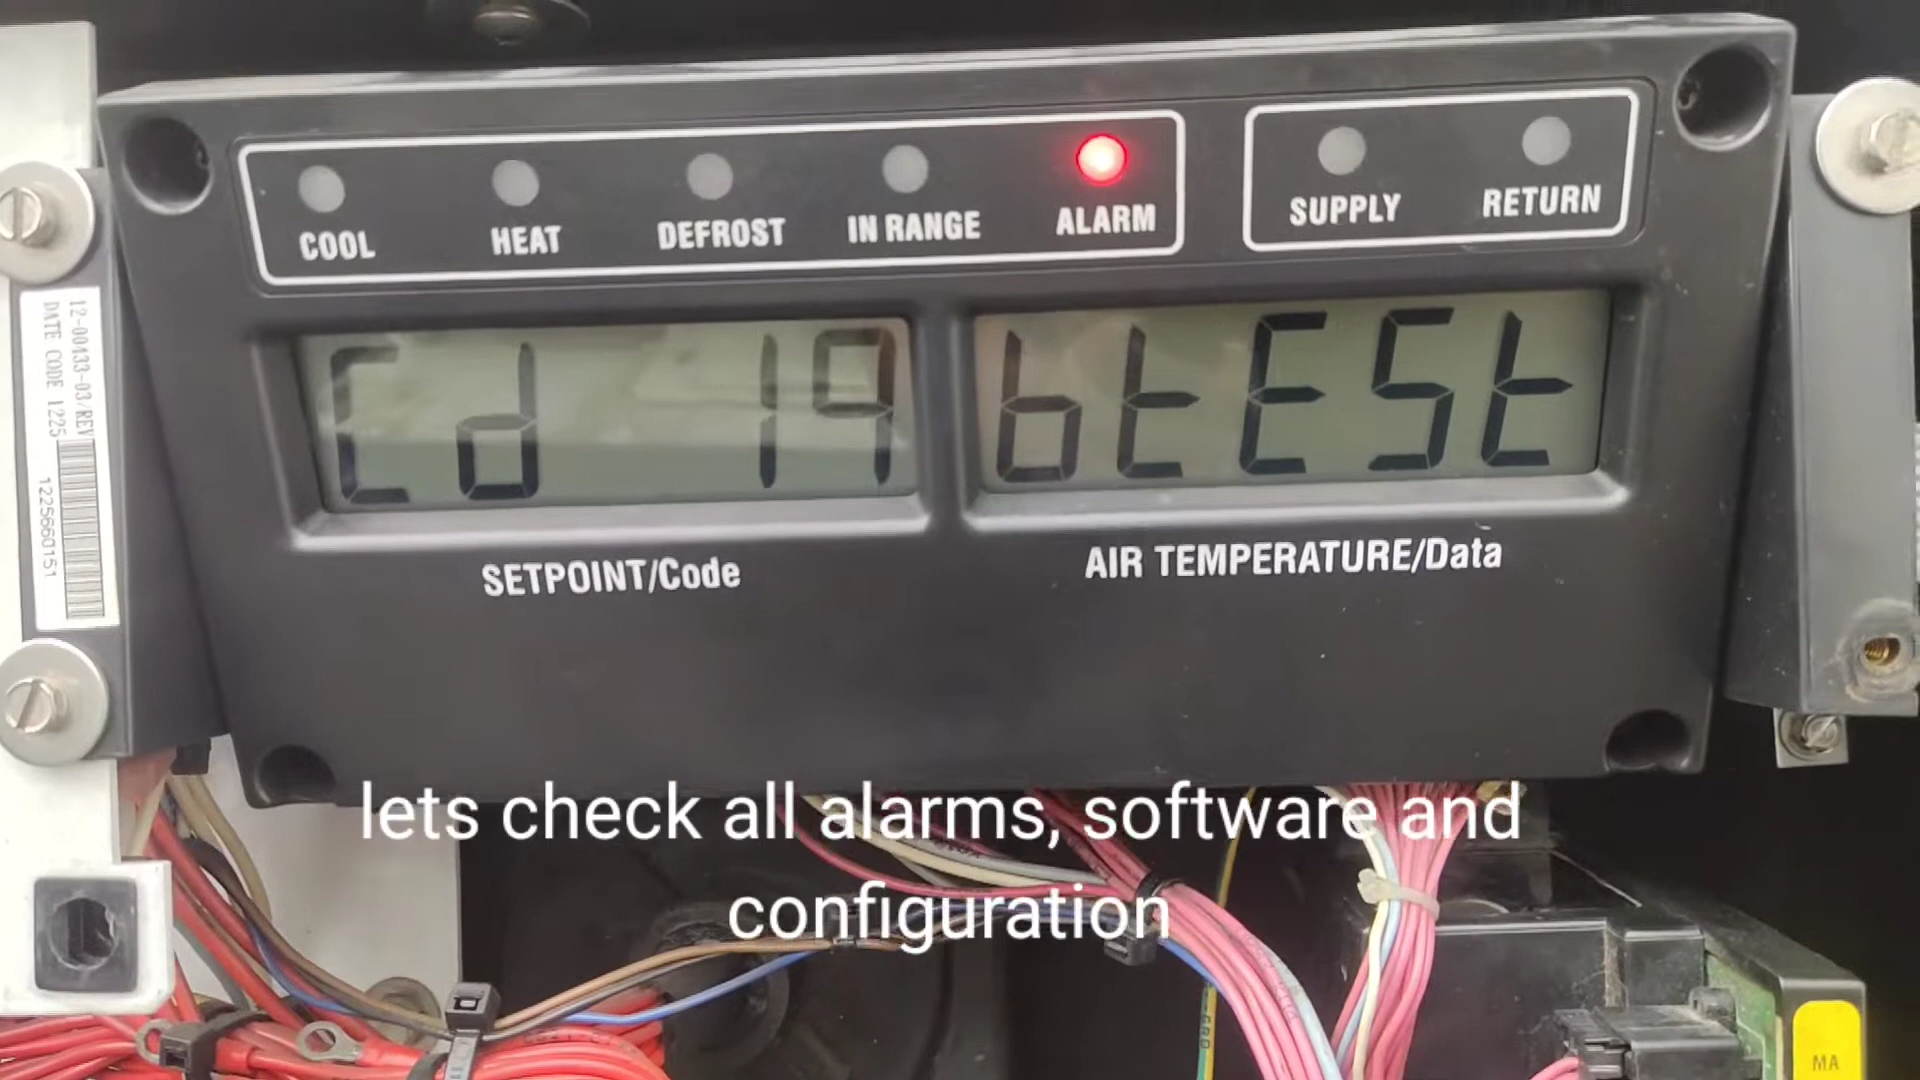 COOL HEAT DEFROST IN RANGE ALARM SUPPLY RETURN
Cd 19 btESt
SETPOINT/Code AIR TEMPERATURE/Data
12-00433-03/REV
DATE CODE 1225
1225660151
lets check all alarms, software and
configuration
MA